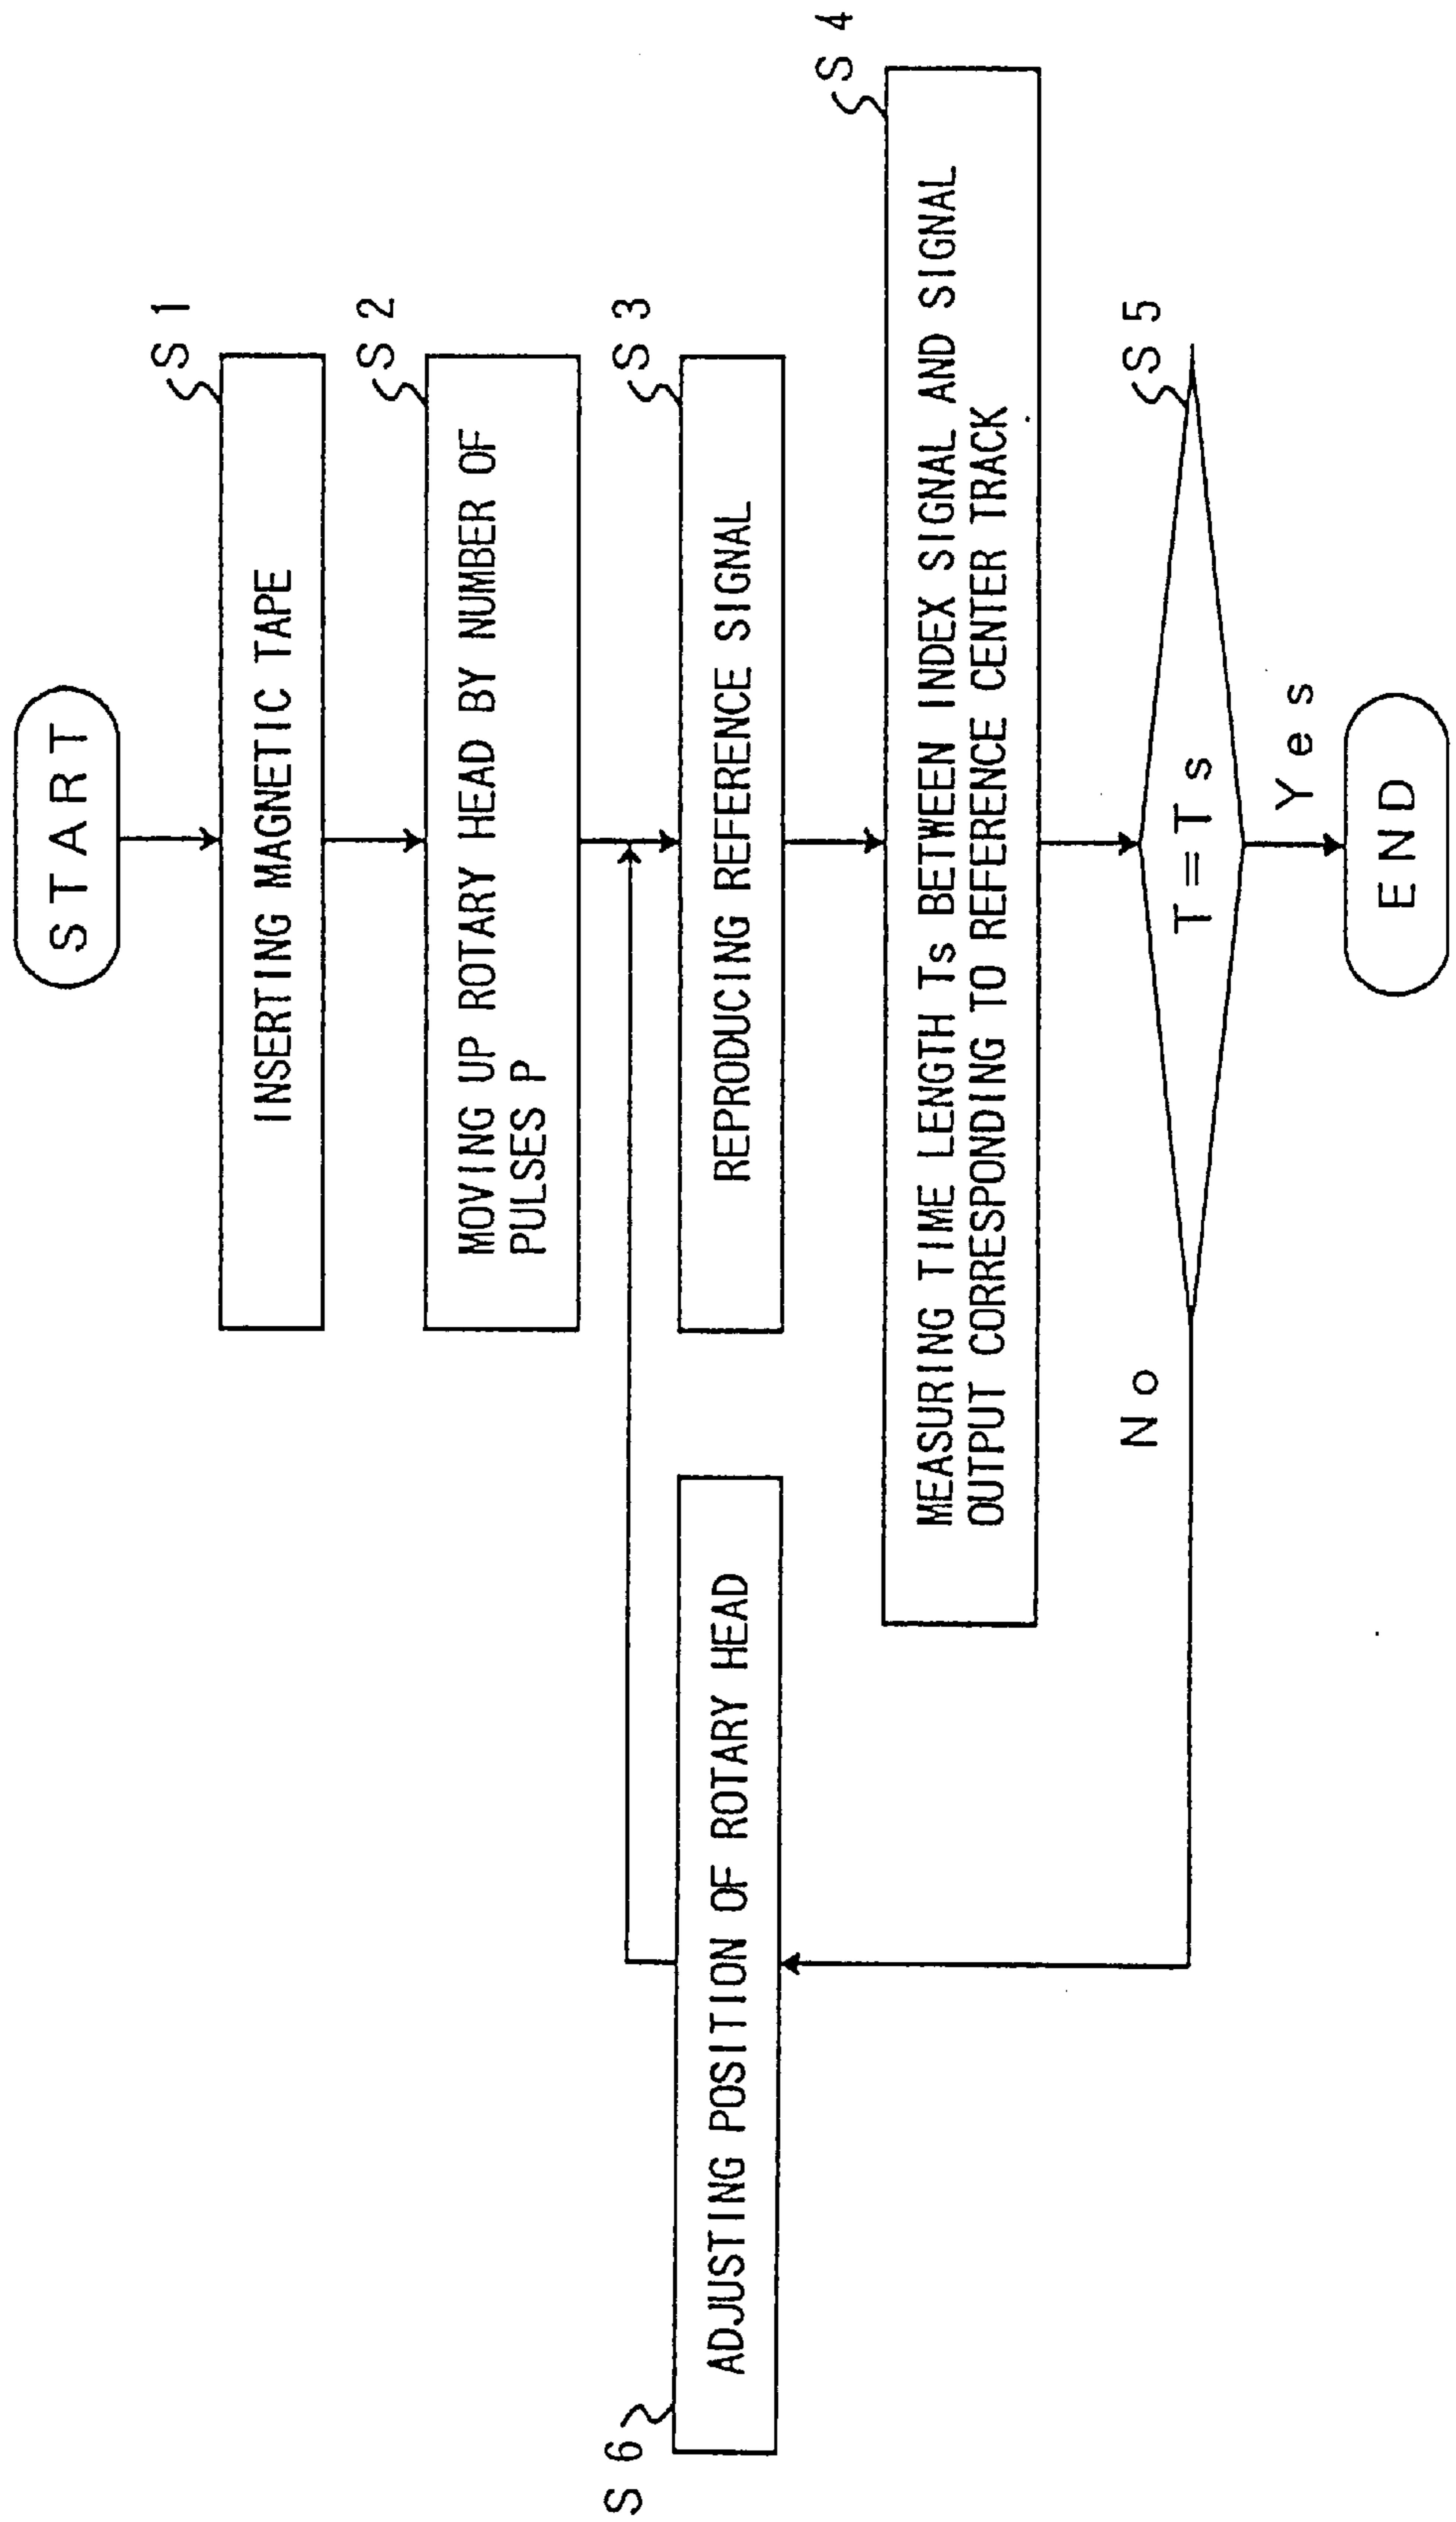 START
S1
INSERTING MAGNETIC TAPE
S2
MOVING UP ROTARY HEAD BY NUMBER OF
PULSES P
S3
REPRODUCING REFERENCE SIGNAL
S4
MEASURING TIME LENGTH Ts BETWEEN INDEX SIGNAL AND SIGNAL
OUTPUT CORRESPONDING TO REFERENCE CENTER TRACK
S5
T=Ts
Yes
END
No
S6
ADJUSTING POSITION OF ROTARY HEAD